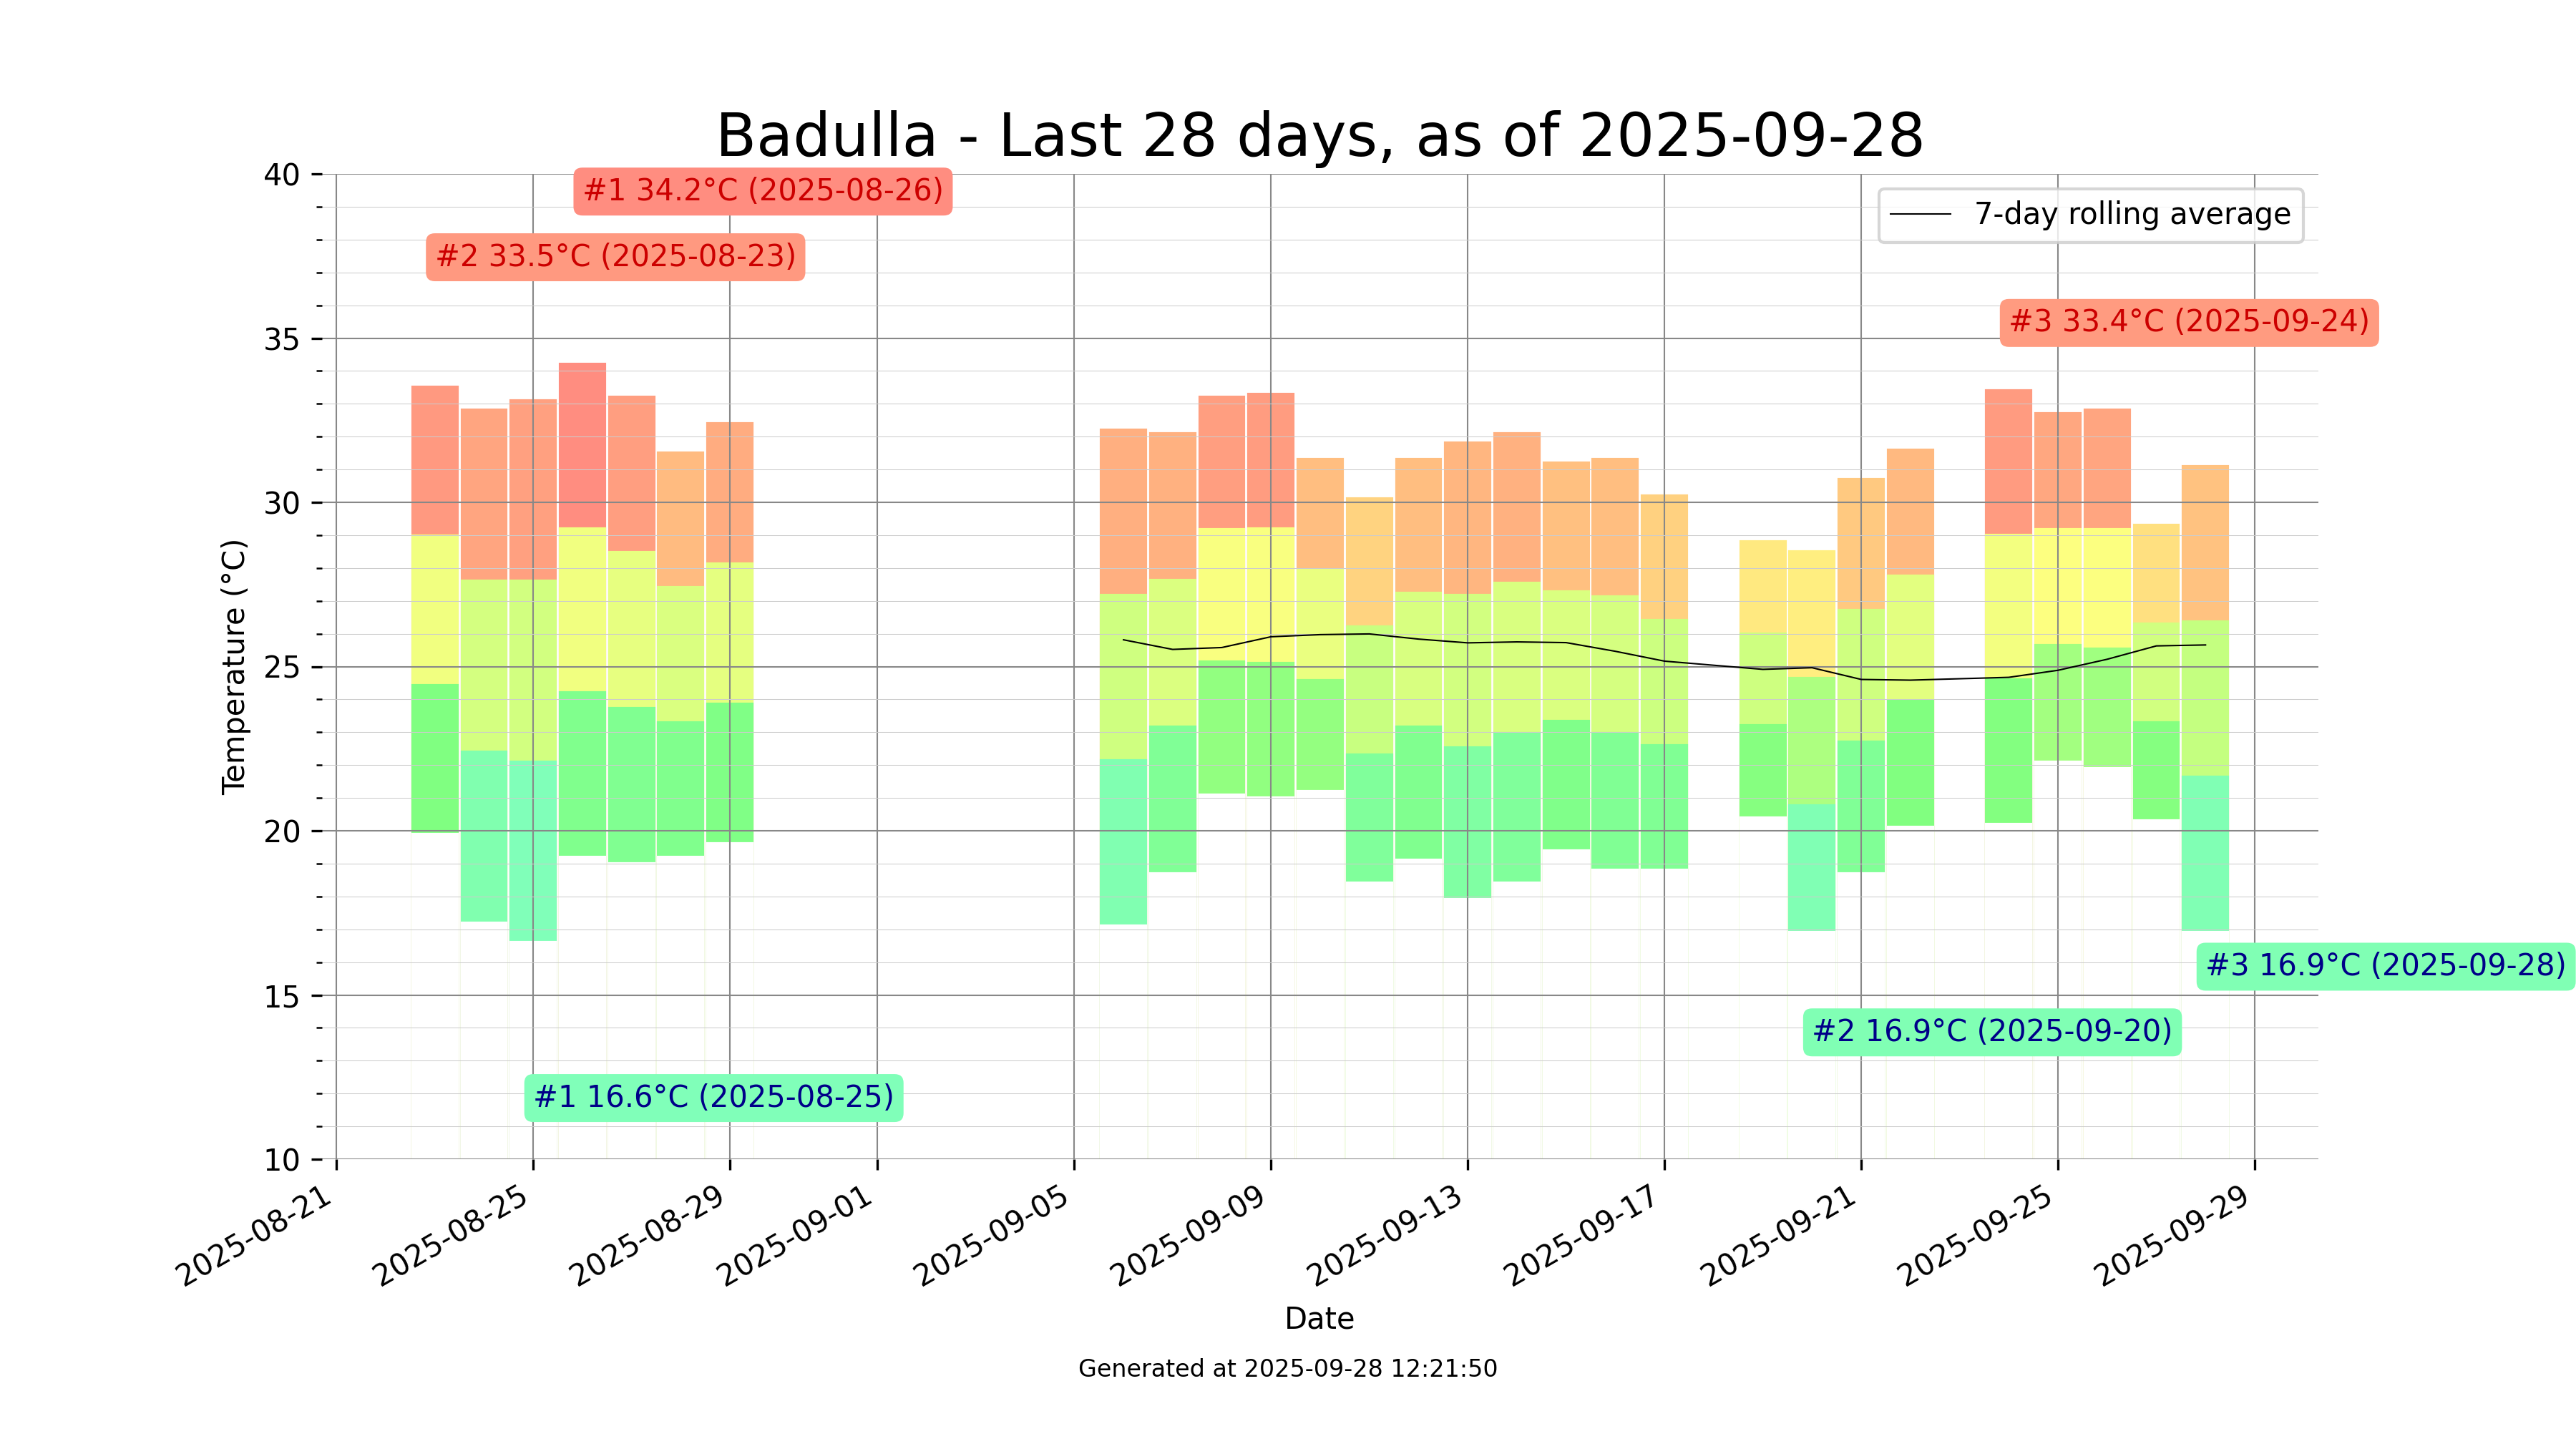 Badulla - Last 28 days, as of 2025-09-28
#1 34.2°C (2025-08-26)
7-day rolling average
#2 33.5°C (2025-08-23)
#3 33.4°C (2025-09-24)
#3 16.9°C (2025-09-28)
#2 16.9°C (2025-09-20)
#1 16.6°C (2025-08-25)
Temperature (°C)
40
35
30
25
20
15
10
2025-08-21
2025-08-25
2025-08-29
2025-09-01
2025-09-05
2025-09-09
2025-09-13
2025-09-17
2025-09-21
2025-09-25
2025-09-29
Date
Generated at 2025-09-28 12:21:50